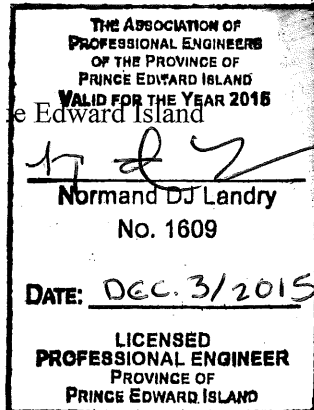 THE ASSOCIATION OF
PROFESSIONAL ENGINEERS
OF THE PROVINCE OF
PRINCE EDWARD ISLAND
VALID FOR THE YEAR 2015
e Edward Island
Normand DJ Landry
No. 1609
DATE: DEC. 3/2015
LICENSED
PROFESSIONAL ENGINEER
PROVINCE OF
PRINCE EDWARD ISLAND